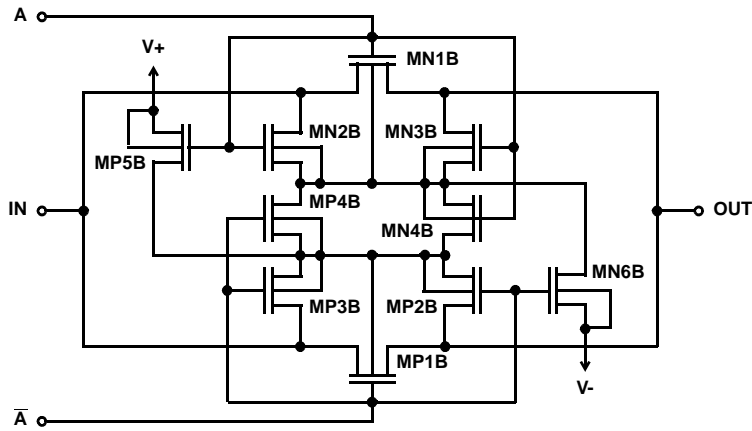 A
V+
MN1B
MN2B
MN3B
MP5B
MP4B
IN
OUT
MN4B
MN6B
MP3B
MP2B
MP1B
V-
A̅